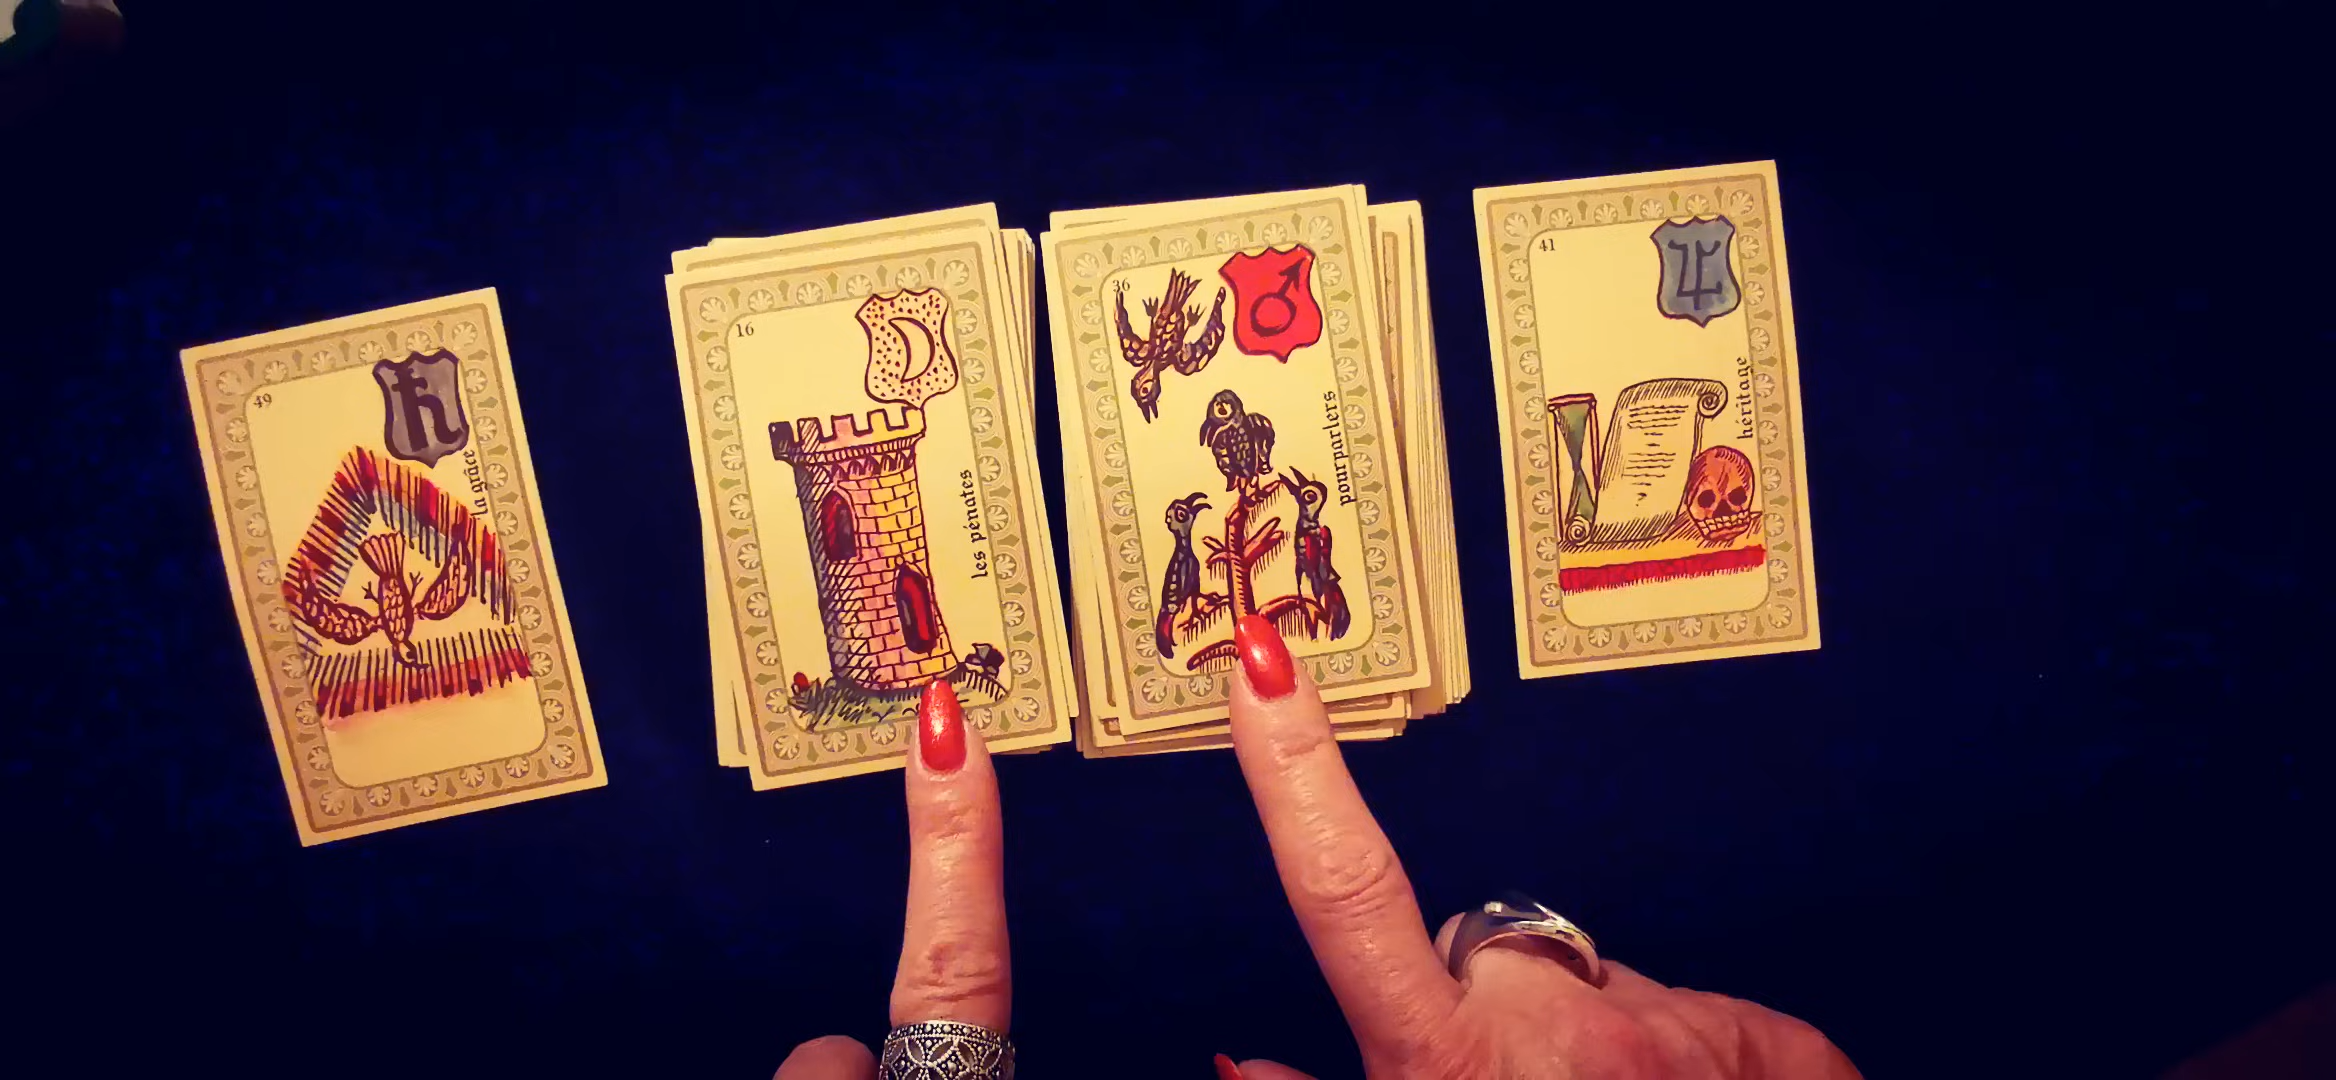 49
la grâce
16
les pénates
36
pourparlers
41
héritage